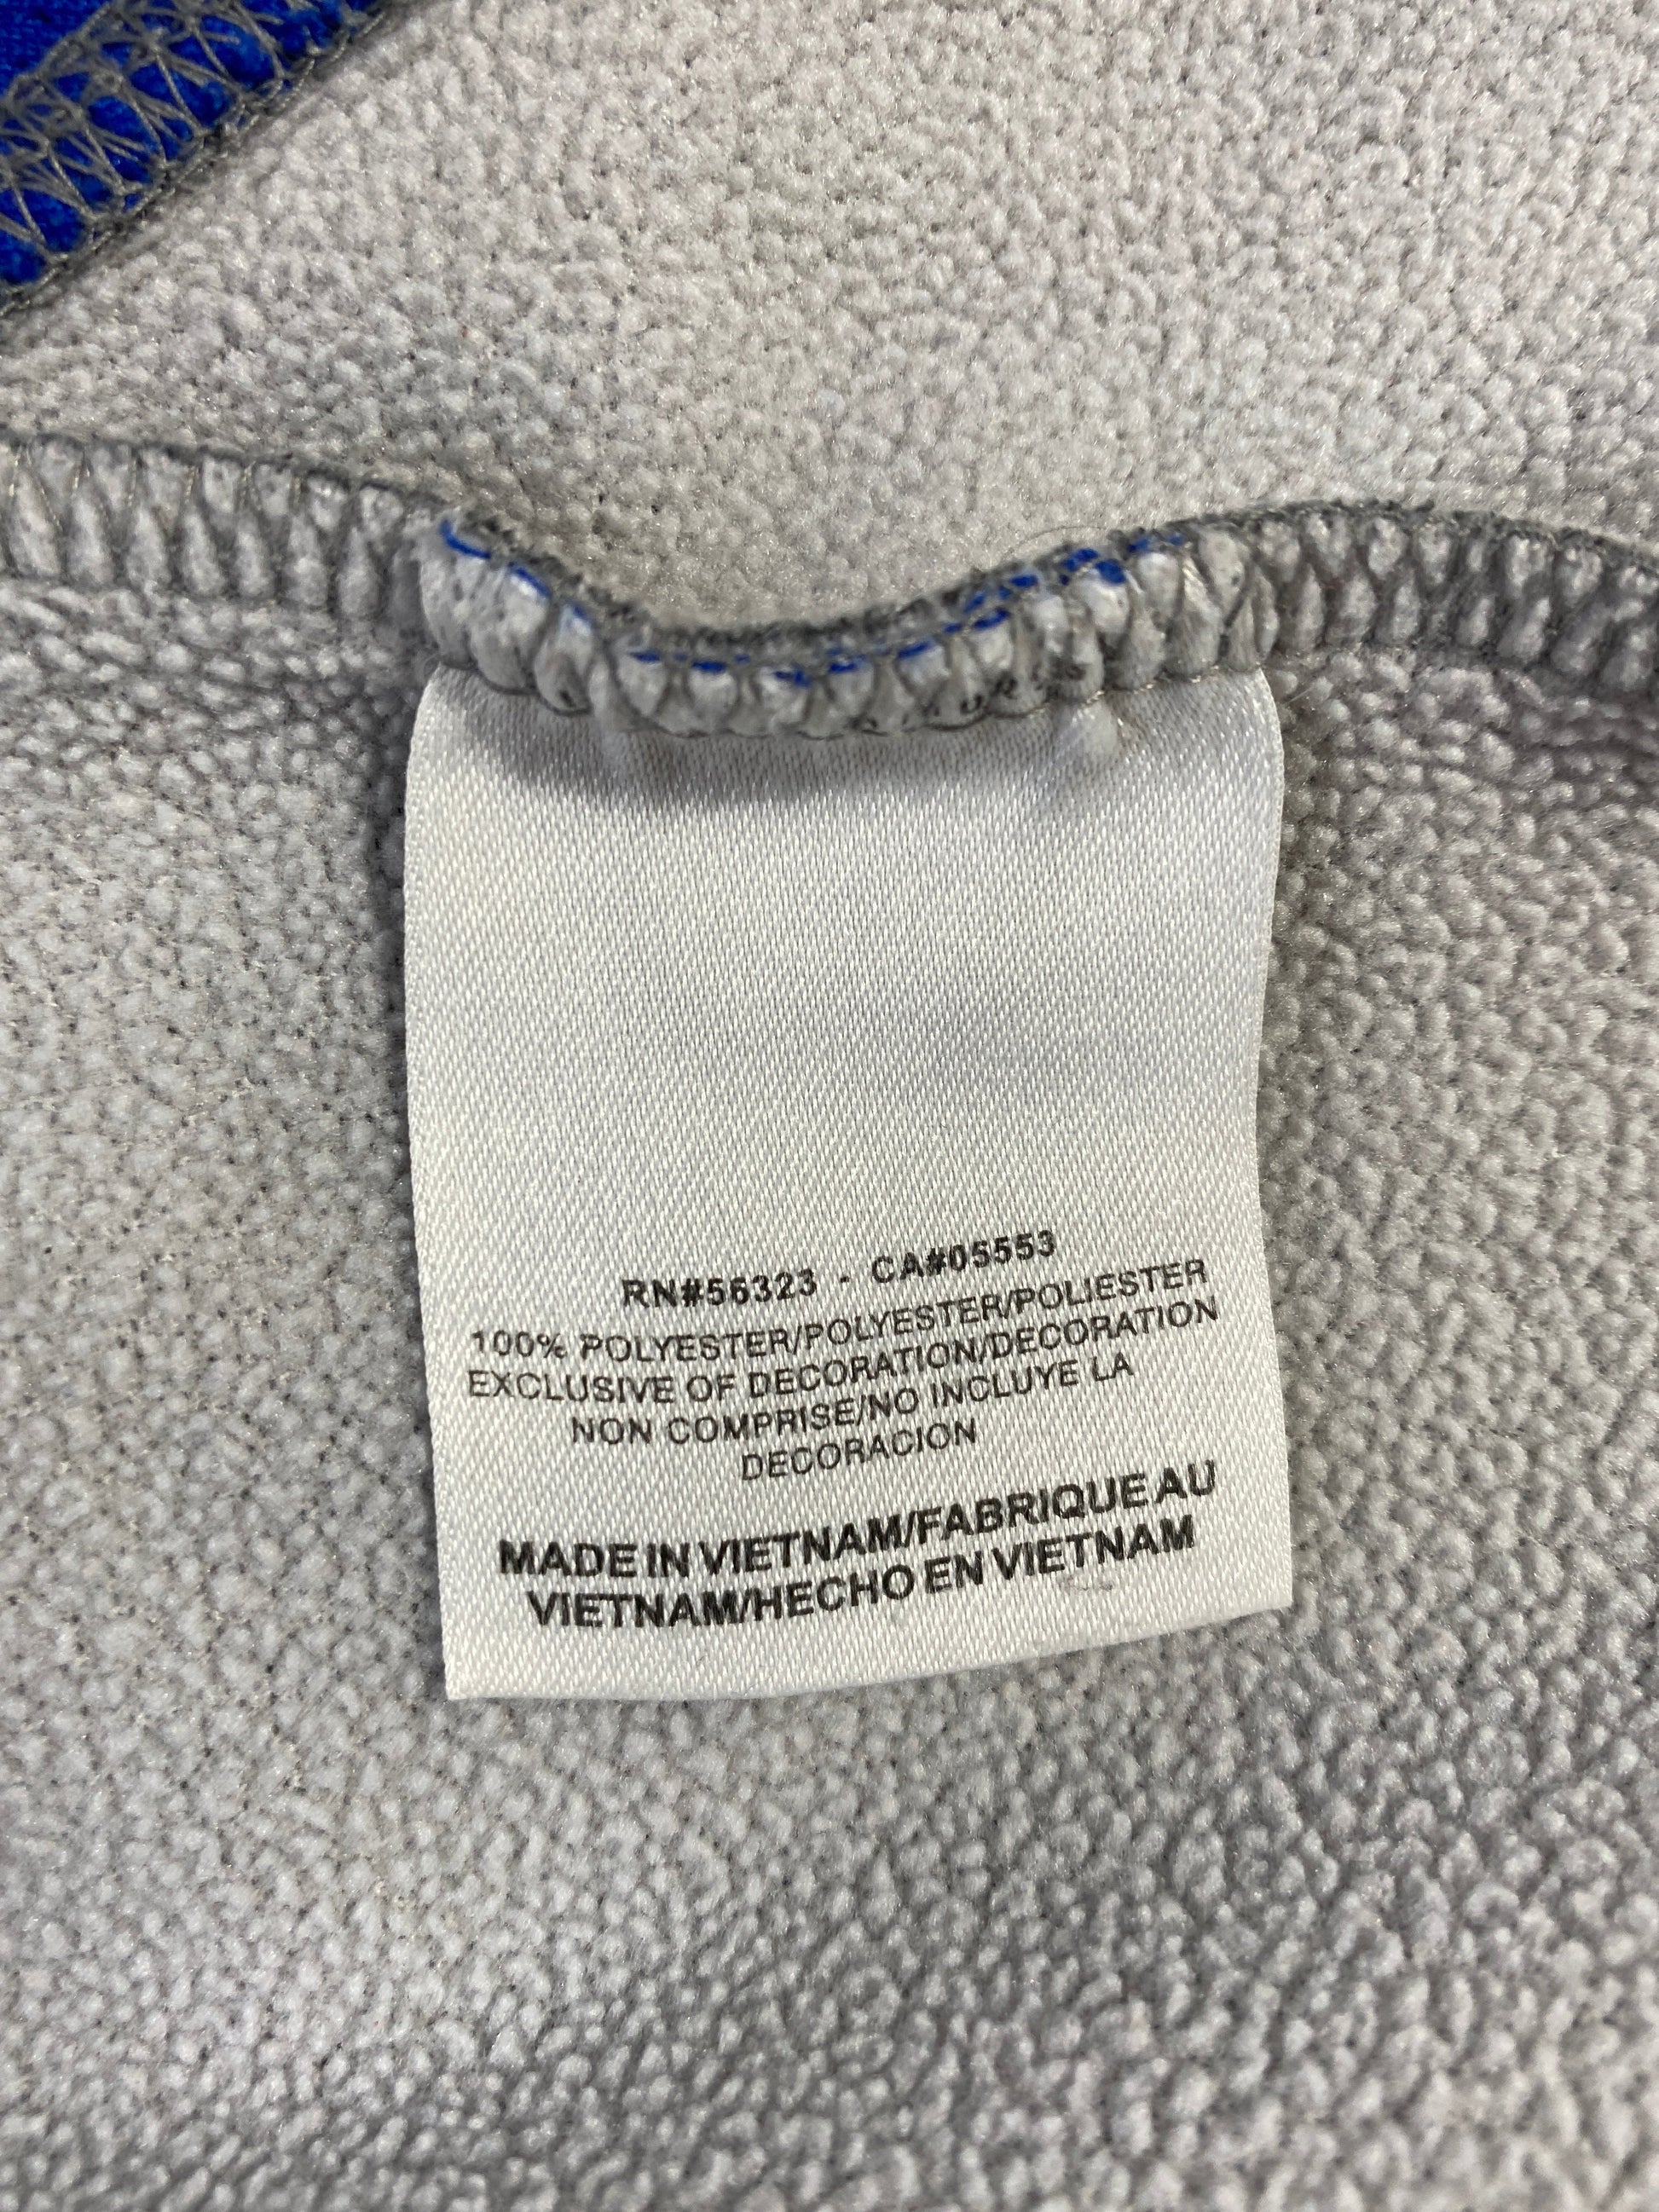 RN#56323 - CA#05553
100% POLYESTER/POLYESTER/POLIESTER
EXCLUSIVE OF DECORATION/DECORATION
NON COMPRISE/NO INCLUYE LA
DECORACION
MADE IN VIETNAM/FABRIQUE AU
VIETNAM/HECHO EN VIETNAM